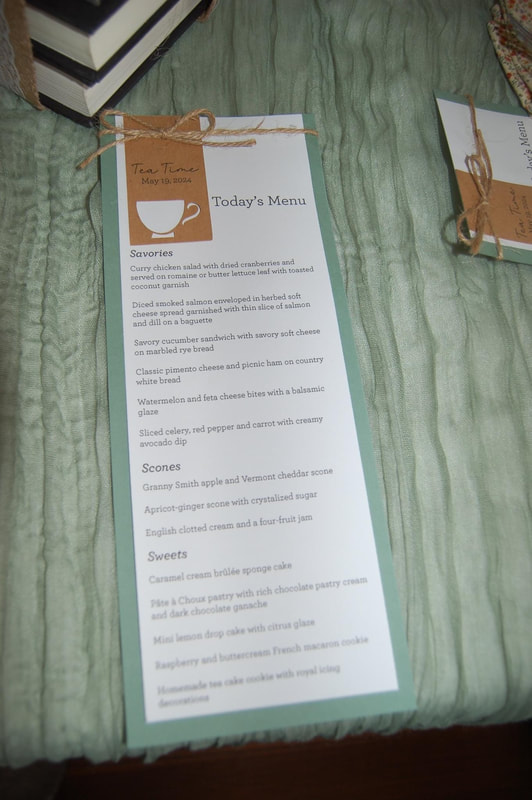 Tea Time
May 19, 2024
Today's Menu
Savories
Curry chicken salad with dried cranberries and
served on romaine or butter lettuce leaf with toasted
coconut garnish
Diced smoked salmon enveloped in herbed soft
cheese spread garnished with thin slice of salmon
and dill on a baguette
Savory cucumber sandwich with savory soft cheese
on marbled rye bread
Classic pimento cheese and picnic ham on country
white bread
Watermelon and feta cheese bites with a balsamic
glaze
Sliced celery, red pepper and carrot with creamy
avocado dip
Scones
Granny Smith apple and Vermont cheddar scone
Apricot-ginger scone with crystalized sugar
English clotted cream and a four-fruit jam
Sweets
Caramel cream brûlée sponge cake
Pâte à Choux pastry with rich chocolate pastry cream
and dark chocolate ganache
Mini lemon drop cake with citrus glaze
Raspberry and buttercream French macaron cookie
Homemade tea cake cookie with royal icing
decorations
Menu
Tea Time